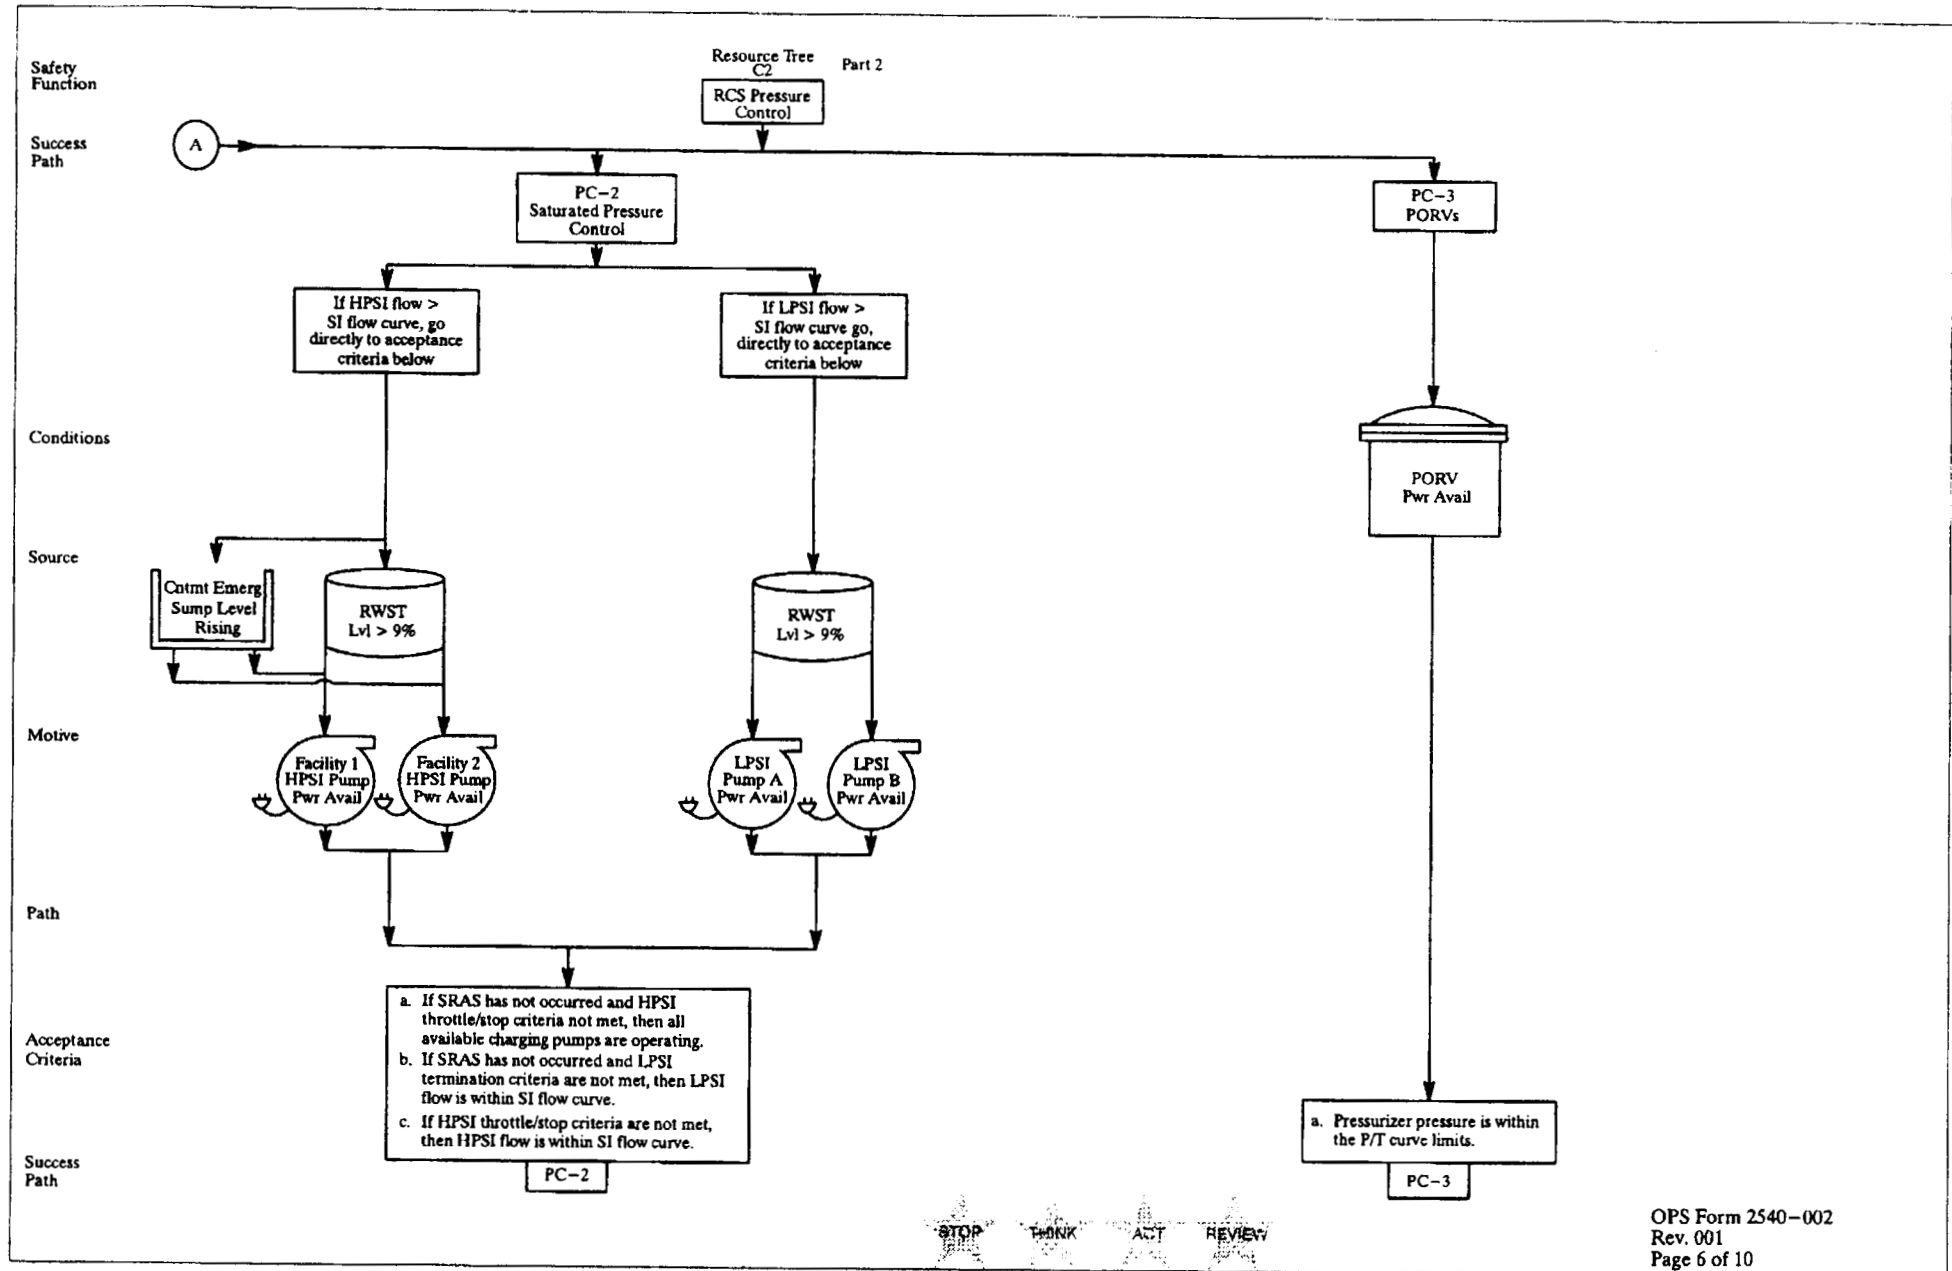 Safety
Function
Resource Tree
C2
Part 2
RCS Pressure
Control
Success
Path
A
PC-2
Saturated Pressure
Control
PC-3
PORVs
If HPSI flow >
SI flow curve, go
directly to acceptance
criteria below
If LPSI flow >
SI flow curve go,
directly to acceptance
criteria below
Conditions
PORV
Pwr Avail
Source
Cntmt Emerg
Sump Level
Rising
RWST
Lvl > 9%
RWST
Lvl > 9%
Motive
Facility 1
HPSI Pump
Pwr Avail
Facility 2
HPSI Pump
Pwr Avail
LPSI
Pump A
Pwr Avail
LPSI
Pump B
Pwr Avail
Path
Acceptance
Criteria
a. If SRAS has not occurred and HPSI
throttle/stop criteria not met, then all
available charging pumps are operating.
b. If SRAS has not occurred and LPSI
termination criteria are not met, then LPSI
flow is within SI flow curve.
c. If HPSI throttle/stop criteria are not met,
then HPSI flow is within SI flow curve.
a. Pressurizer pressure is within
the P/T curve limits.
Success
Path
PC-2
PC-3
STOP
THINK
ACT
REVIEW
OPS Form 2540-002
Rev. 001
Page 6 of 10